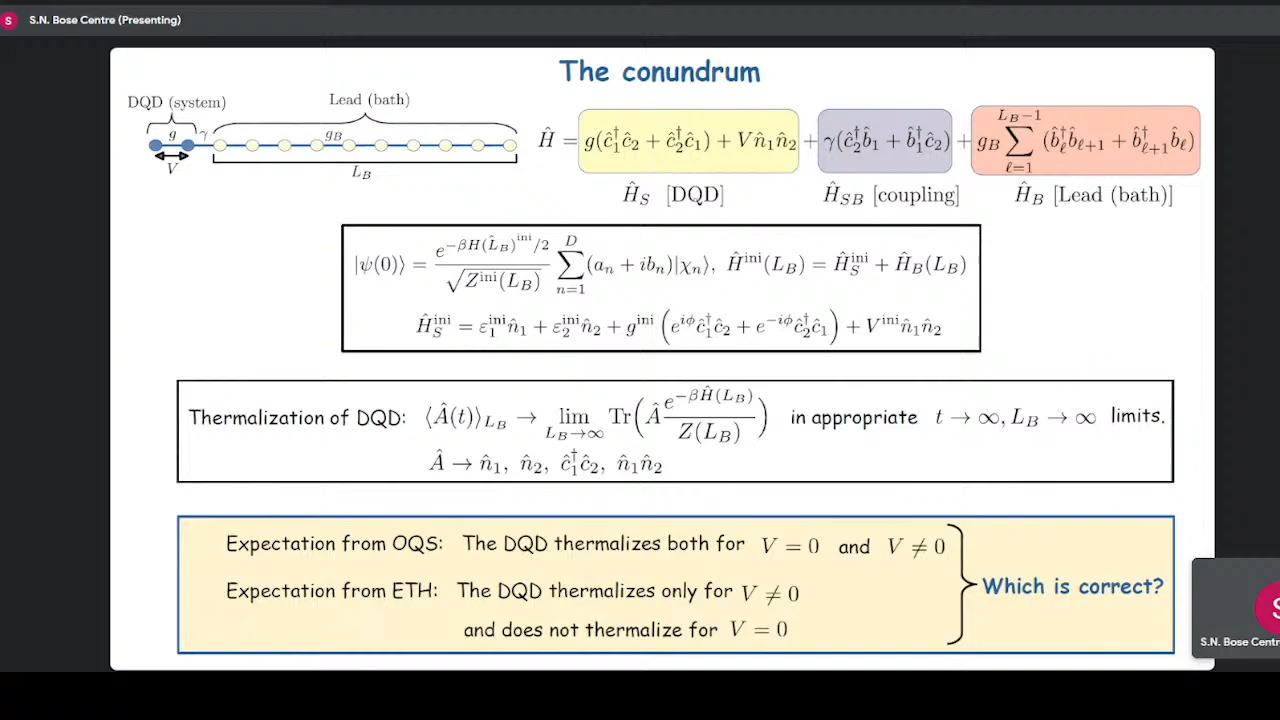 S S.N. Bose Centre (Presenting)
The conundrum
DQD (system)
Lead (bath)
g γ g_B
V
L_B
Ĥ = g(ĉ₁†ĉ₂ + ĉ₂†ĉ₁) + V n̂₁n̂₂ + γ(ĉ₂†b̂₁ + b̂₁†ĉ₂) + g_B ∑_{ℓ=1}^{L_B−1} (b̂_ℓ†b̂_{ℓ+1} + b̂_{ℓ+1}†b̂_ℓ)
Ĥ_S [DQD] Ĥ_{SB} [coupling] Ĥ_B [Lead (bath)]
|ψ(0)⟩ = e^{−βH(L̂_B)^{ini}/2} / √(Z^{ini}(L_B)) ∑_{n=1}^{D} (a_n + ib_n)|χ_n⟩, Ĥ^{ini}(L_B) = Ĥ_S^{ini} + Ĥ_B(L_B)
Ĥ_S^{ini} = ε₁^{ini} n̂₁ + ε₂^{ini} n̂₂ + g^{ini} (e^{iϕ}ĉ₁†ĉ₂ + e^{−iϕ}ĉ₂†ĉ₁) + V^{ini} n̂₁n̂₂
Thermalization of DQD: ⟨Â(t)⟩_{L_B} → lim_{L_B→∞} Tr(Â e^{−βĤ(L_B)} / Z(L_B)) in appropriate t → ∞, L_B → ∞ limits.
Â → n̂₁, n̂₂, ĉ₁†ĉ₂, n̂₁n̂₂
Expectation from OQS: The DQD thermalizes both for V = 0 and V ≠ 0
Expectation from ETH: The DQD thermalizes only for V ≠ 0
and does not thermalize for V = 0
Which is correct?
S
S.N. Bose Centr